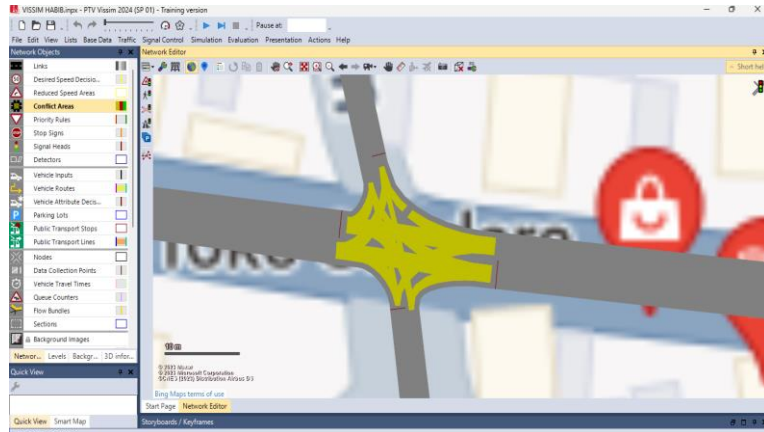 VISSIM HABIB.inpx - PTV Vissim 2024 (SP 01) - Training version
Pause at:
File Edit View Lists Base Data Traffic Signal Control Simulation Evaluation Presentation Actions Help
Network Objects
Network Editor
Short hel
Links
Desired Speed Decisio...
Reduced Speed Areas
Conflict Areas
Priority Rules
Stop Signs
Signal Heads
Detectors
Vehicle Inputs
Vehicle Routes
Vehicle Attribute Decis...
Parking Lots
Public Transport Stops
Public Transport Lines
Nodes
Data Collection Points
Vehicle Travel Times
Queue Counters
Flow Bundles
Sections
Background Images
Networ... Levels Backgr... 3D infor...
Quick View
Quick View Smart Map
10 m
© 2023 Microsoft Corporation
Bing Maps terms of use
Start Page Network Editor
Storyboards / Keyframes